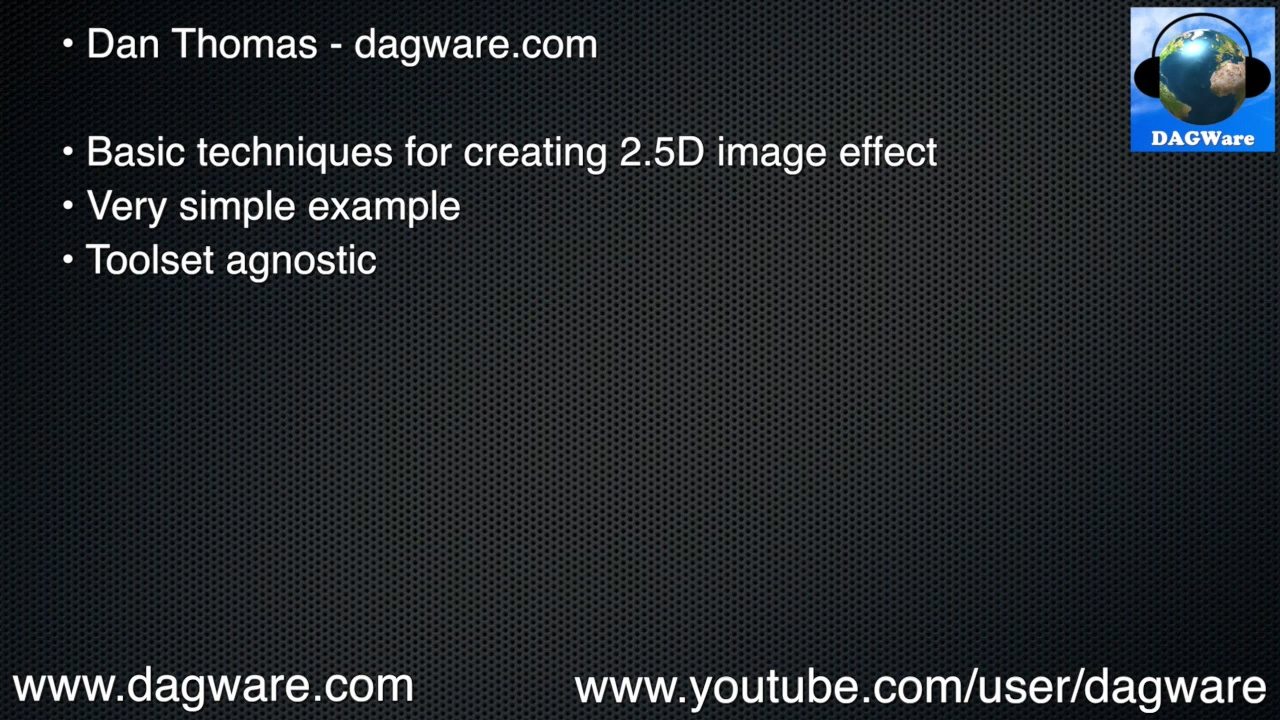 • Dan Thomas - dagware.com
DAGWare
• Basic techniques for creating 2.5D image effect
• Very simple example
• Toolset agnostic
www.dagware.com
www.youtube.com/user/dagware